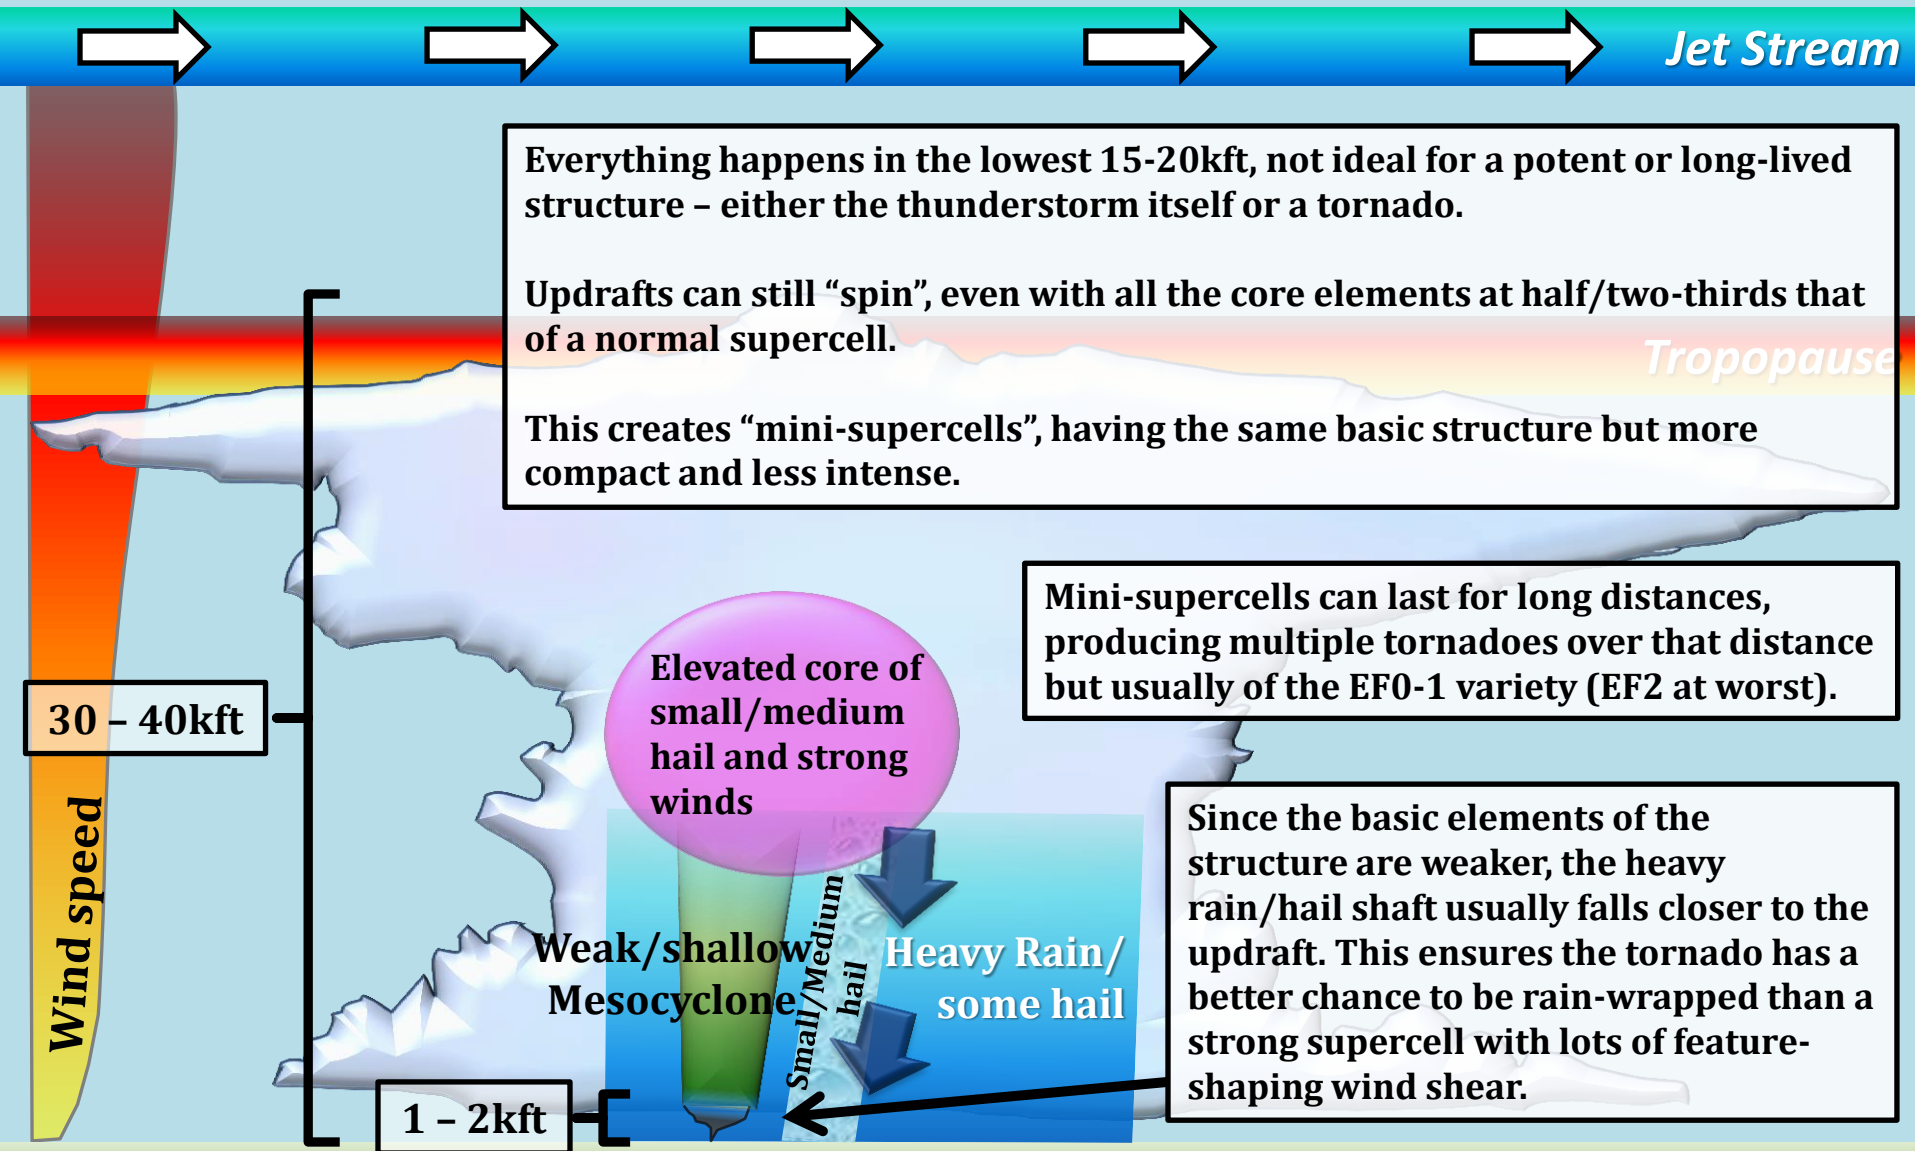 Jet Stream
Everything happens in the lowest 15-20kft, not ideal for a potent or long-lived
structure – either the thunderstorm itself or a tornado.
Updrafts can still “spin”, even with all the core elements at half/two-thirds that
of a normal supercell.
Tropopause
This creates “mini-supercells”, having the same basic structure but more
compact and less intense.
Mini-supercells can last for long distances,
producing multiple tornadoes over that distance
but usually of the EF0-1 variety (EF2 at worst).
Elevated core of
small/medium
hail and strong
winds
30 – 40kft
Wind speed
Since the basic elements of the
structure are weaker, the heavy
rain/hail shaft usually falls closer to the
updraft. This ensures the tornado has a
better chance to be rain-wrapped than a
strong supercell with lots of feature-
shaping wind shear.
Weak/shallow
Mesocyclone
Small/Medium
hail
Heavy Rain/
some hail
1 – 2kft